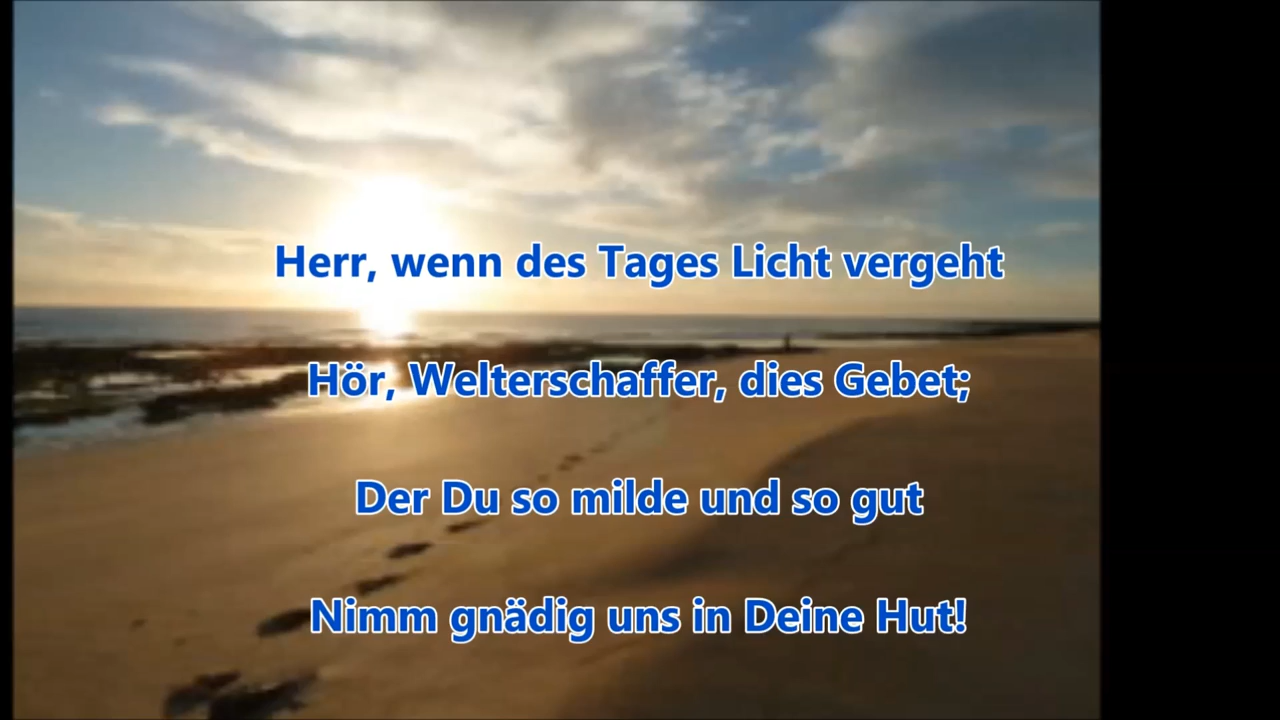 Herr, wenn des Tages Licht vergeht
Hör, Welterschaffer, dies Gebet;
Der Du so milde und so gut
Nimm gnädig uns in Deine Hut!